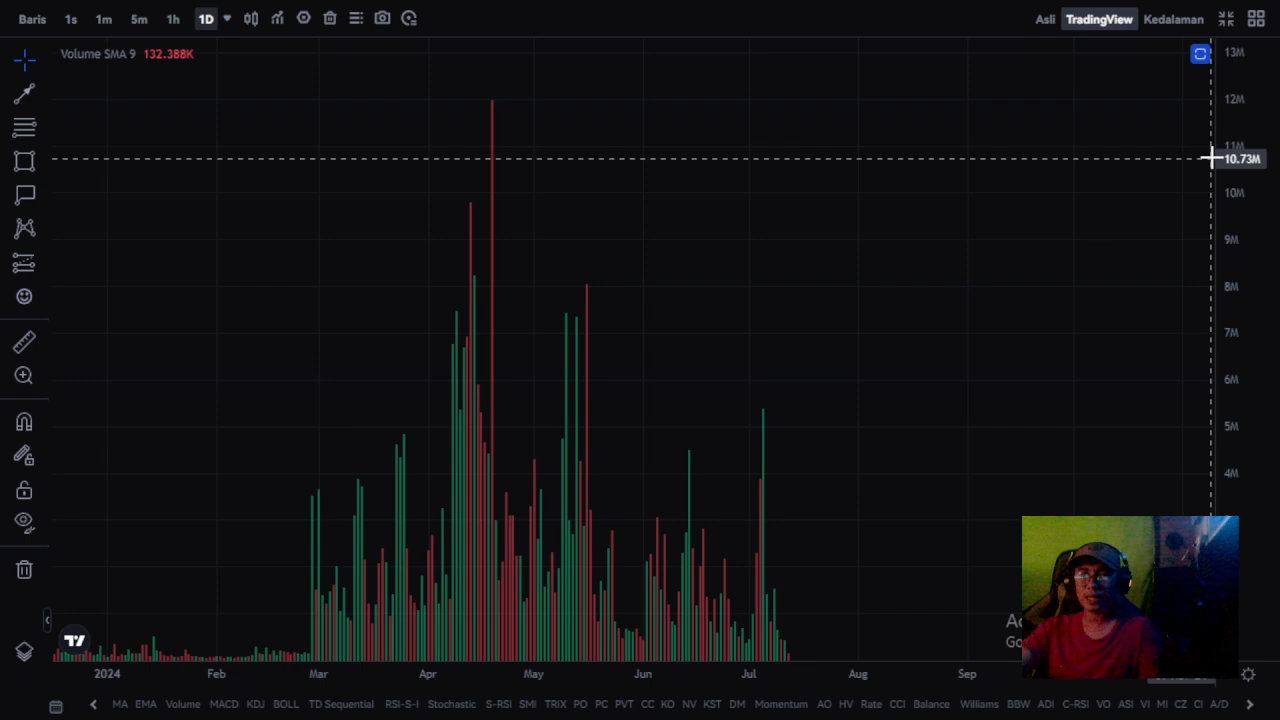 Baris 1s 1m 5m 1h 1D Asli TradingView Kedalaman
Volume SMA 9 132.388K
13M
12M
11M
10.73M
10M
9M
8M
7M
6M
5M
4M
2024 Feb Mar Apr May Jun Jul Aug Sep
MA EMA Volume MACD KDJ BOLL TD Sequential RSI-S-I Stochastic S-RSI SMI TRIX PO PC PVT CC KO NV KST DM Momentum AO HV Rate CCI Balance Williams BBW ADI C-RSI VO ASI VI MI CZ CI A/D